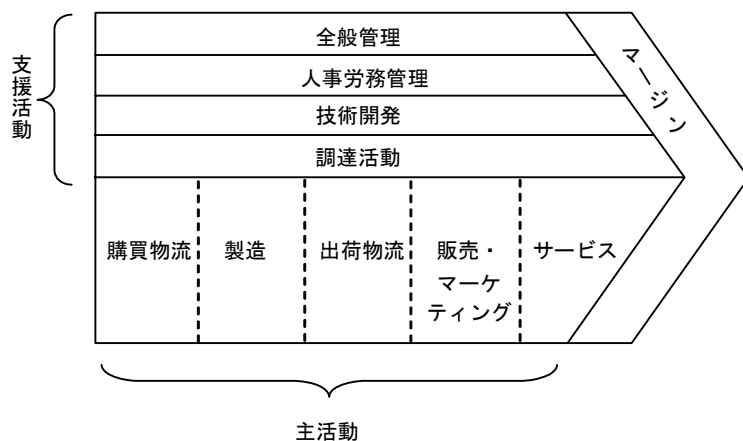 全般管理
人事労務管理
技術開発
調達活動
支援活動
マージン
購買物流
製造
出荷物流
販売・
マーケ
ティング
サービス
主活動